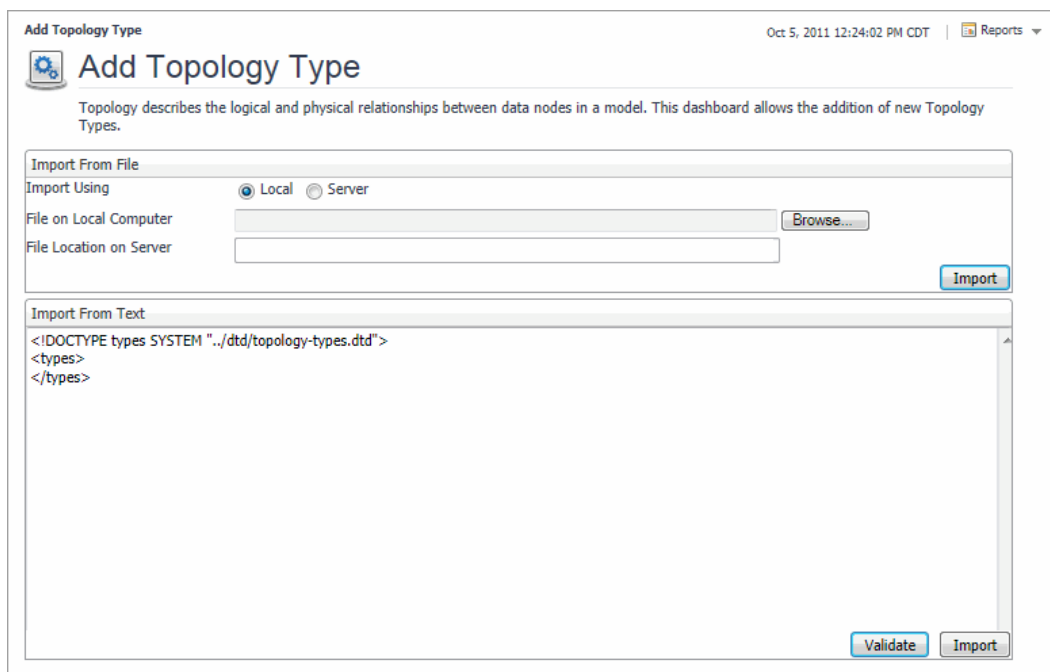 Add Topology Type
Oct 5, 2011 12:24:02 PM CDT | Reports
Add Topology Type
Topology describes the logical and physical relationships between data nodes in a model. This dashboard allows the addition of new Topology
Types.
Import From File
Import Using Local Server
File on Local Computer Browse...
File Location on Server
Import
Import From Text
<!DOCTYPE types SYSTEM "../dtd/topology-types.dtd">
<types>
</types>
Validate Import